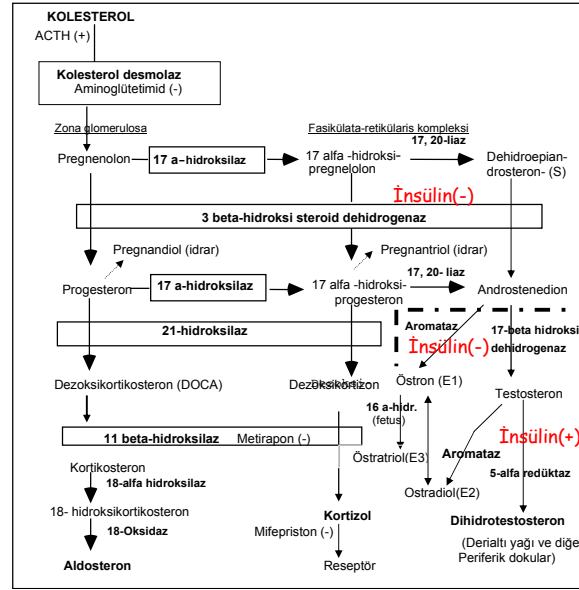 KOLESTEROL
ACTH (+)
Kolesterol desmolaz
Aminoglütetimid (-)
Zona glomerulosa
Fasikülata-retikülaris kompleksi
Pregnenolon
17 a-hidroksilaz
17 alfa -hidroksi-
pregnelolon
17, 20-liaz
Dehidroepian-
drosteron- (S)
İnsülin(-)
3 beta-hidroksi steroid dehidrogenaz
Pregnandiol (idrar)
Pregnantriol (idrar)
Progesteron
17 a-hidroksilaz
17 alfa -hidroksi-
progesteron
17, 20- liaz
Androstenedion
21-hidroksilaz
Aromataz
İnsülin(-)
17-beta hidroksi
dehidrogenaz
Dezoksikortikosteron (DOCA)
Dezoksikortizon
Östron (E1)
Testosteron
16 a-hidr.
(fetus)
11 beta-hidroksilaz
Metirapon (-)
İnsülin(+)
Kortikosteron
18-alfa hidroksilaz
Östratriol(E3)
Aromataz
5-alfa redüktaz
18- hidroksikortikosteron
18-Oksidaz
Kortizol
Ostradiol(E2)
Dihidrotestosteron
Mifepriston (-)
(Derialtı yağı ve diğe
Periferik dokular)
Aldosteron
Reseptör